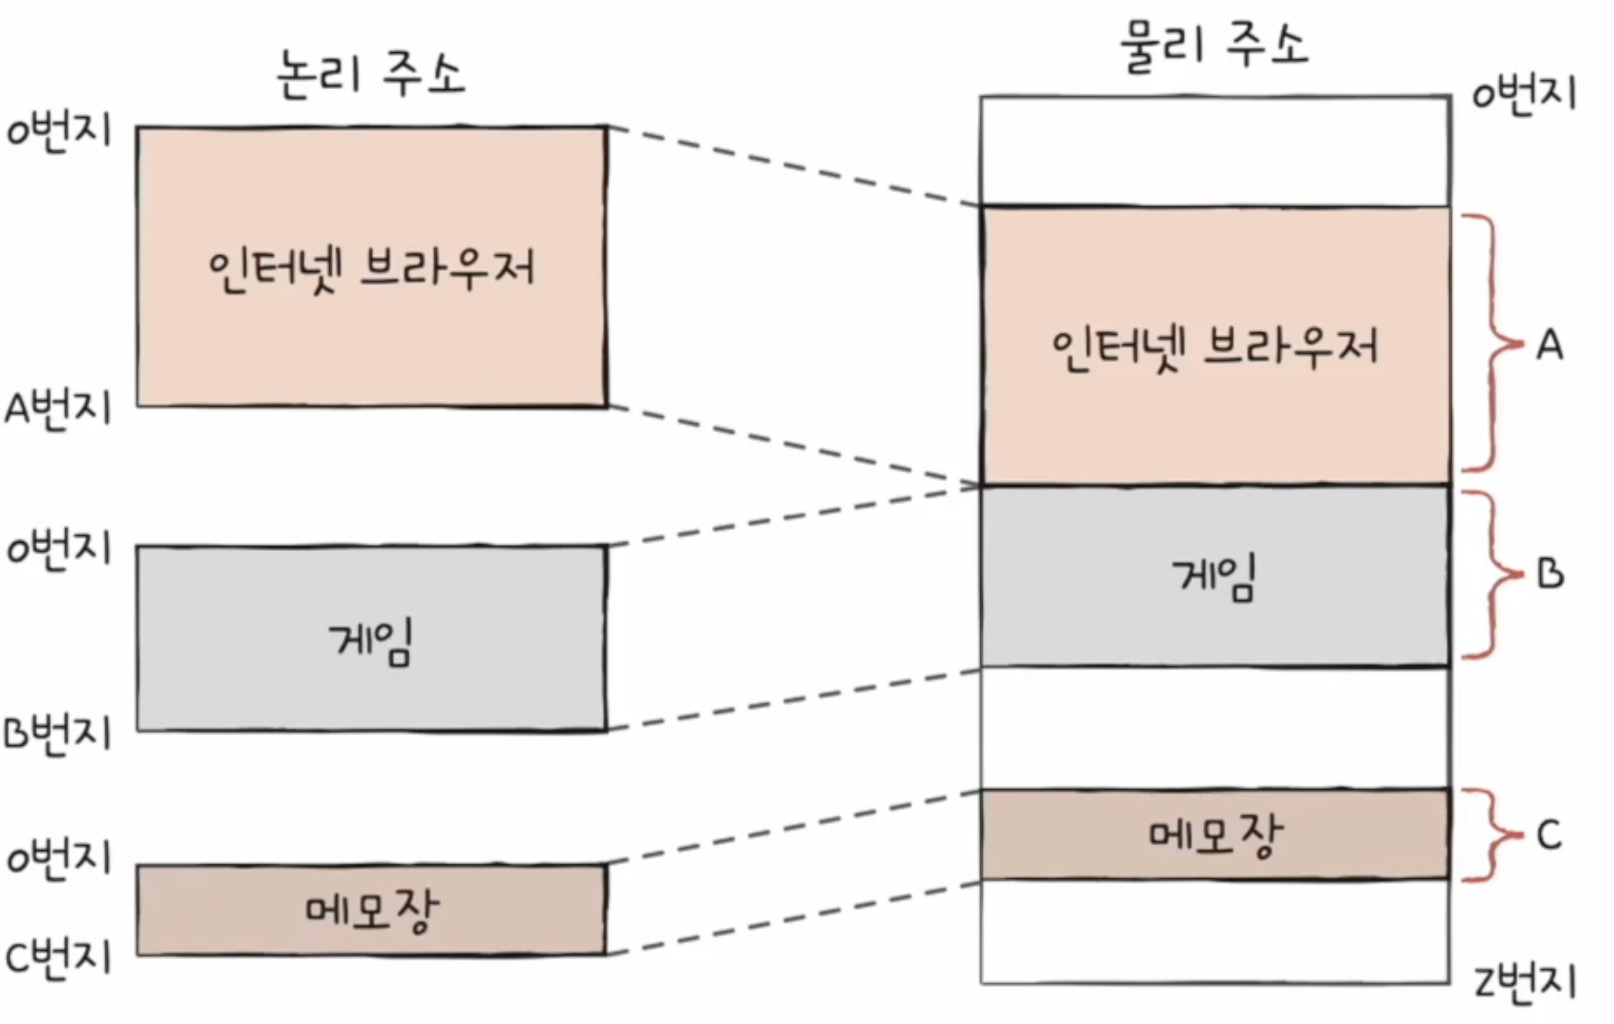 논리 주소
0번지
인터넷 브라우저
A번지
0번지
게임
B번지
0번지
메모장
C번지
물리 주소
0번지
인터넷 브라우저
A
게임
B
메모장
C
Z번지